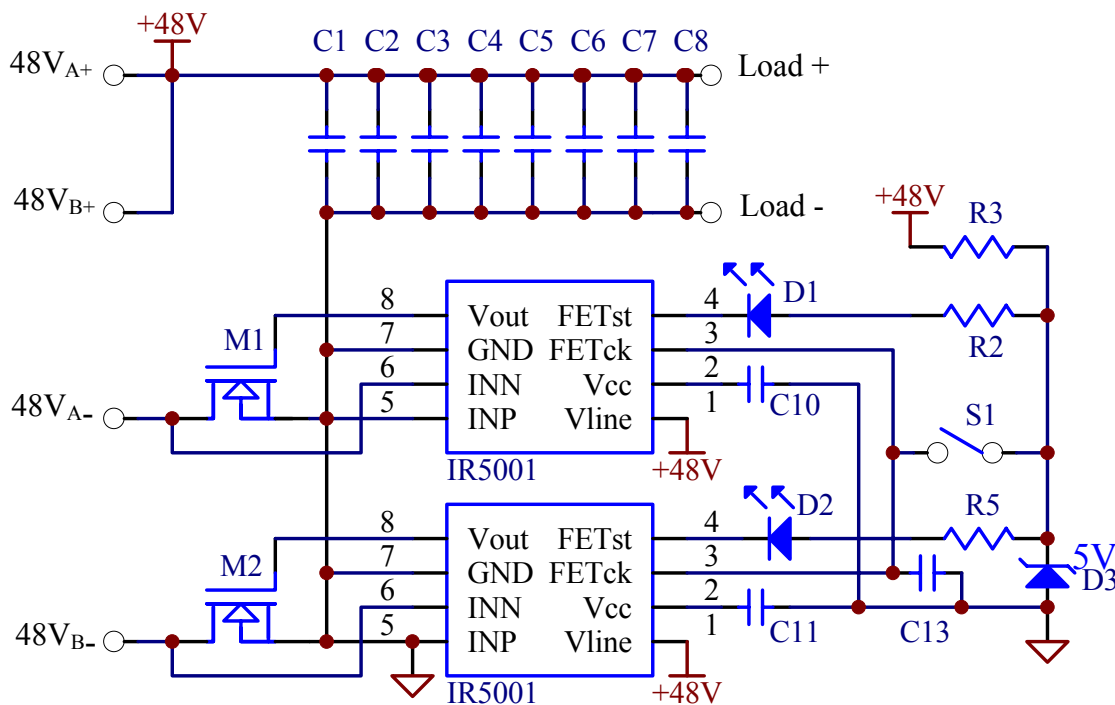 +48V
C1 C2 C3 C4 C5 C6 C7 C8
48VA+
Load +
48VB+
Load -
+48V
R3
8 Vout FETst 4
D1
R2
7 GND FETck 3
M1
6 INN Vcc 2
C10
5 INP Vline 1
48VA-
S1
IR5001
+48V
8 Vout FETst 4
D2
R5
7 GND FETck 3
M2
5V
D3
6 INN Vcc 2
C11
C13
5 INP Vline 1
48VB-
IR5001
+48V